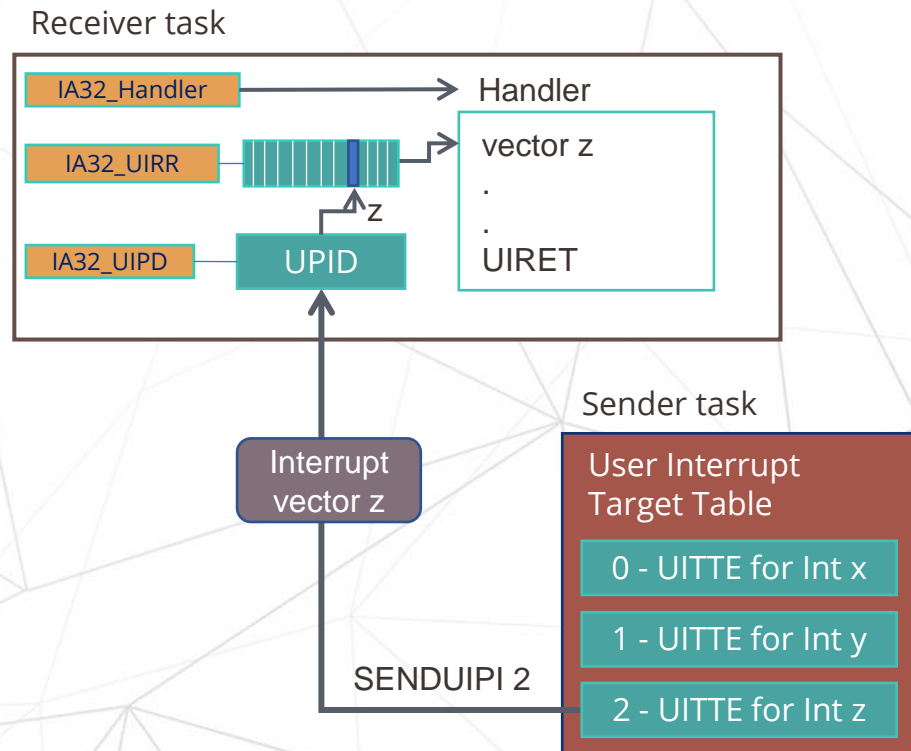 Receiver task
IA32_Handler
Handler
IA32_UIRR
vector z
.
.
UIRET
z
IA32_UIPD
UPID
Sender task
Interrupt
vector z
User Interrupt
Target Table
0 - UITTE for Int x
1 - UITTE for Int y
SENDUIPI 2
2 - UITTE for Int z